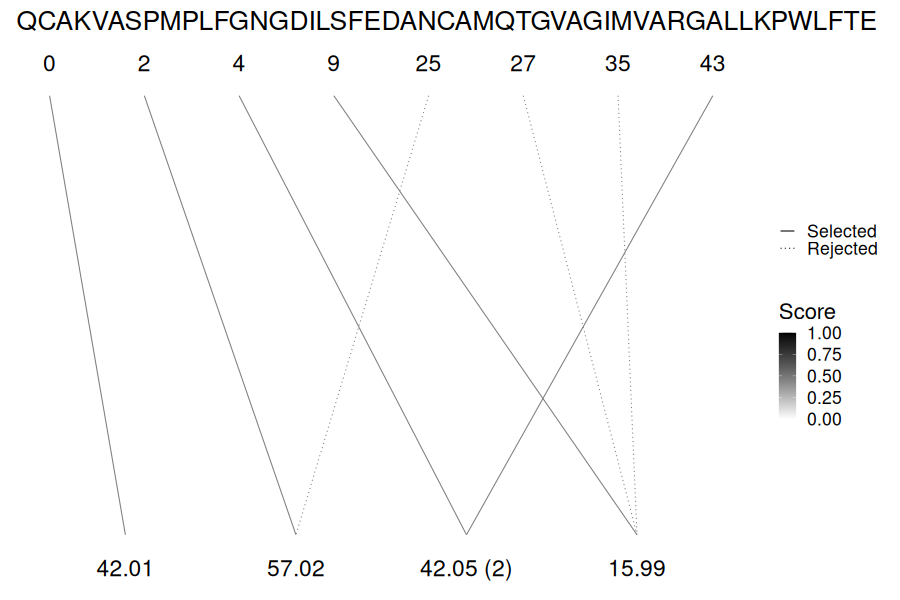 QCAKVASPMPLFGNGDILSFEDANCAMQTGVAGIMVARGALLKPWLFTE
0 2 4 9 25 27 35 43
Selected
Rejected
Score
1.00
0.75
0.50
0.25
0.00
42.01 57.02 42.05 (2) 15.99